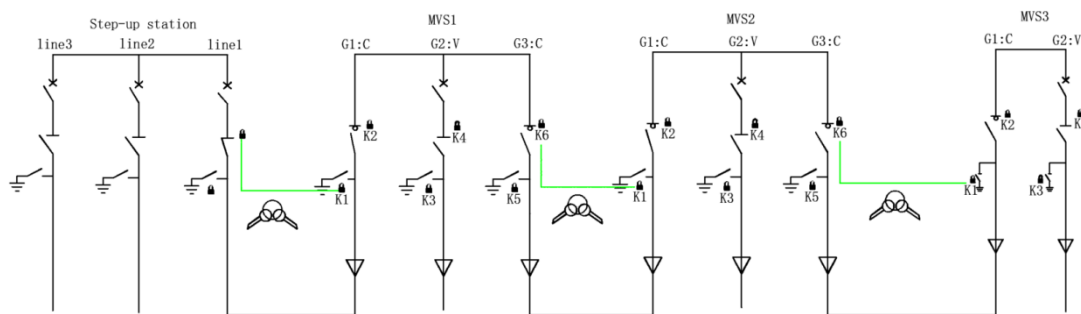 Step-up station
MVS1
MVS2
MVS3
line3
line2
line1
G1:C
G2:V
G3:C
G1:C
G2:V
G3:C
G1:C
G2:V
K2
K4
K6
K2
K4
K6
K2
K
K1
K3
K5
K1
K3
K5
K1
K3